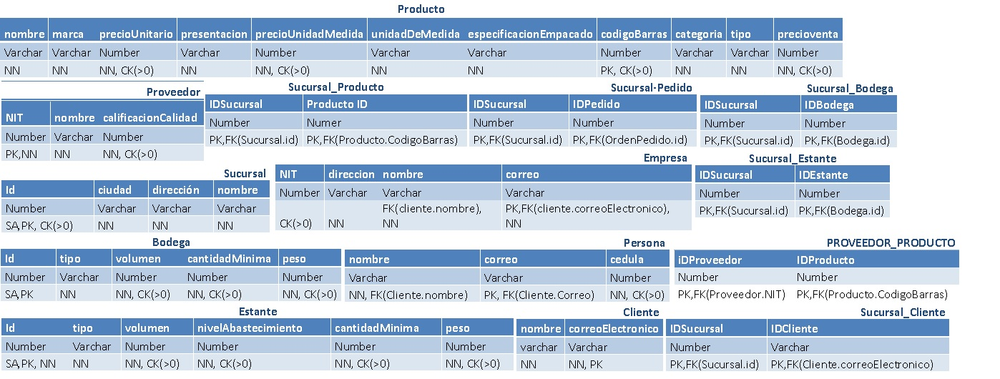 Producto
nombre marca precioUnitario presentacion precioUnidadMedida unidadDeMedida especificacionEmpacado codigoBarras categoria tipo precioventa
Varchar Varchar Number Varchar Number Varchar Varchar Number Varchar Varchar Number
NN NN NN, CK(>0) NN NN, CK(>0) NN NN PK, CK(>0) NN NN NN, CK(>0)
Proveedor
NIT nombre calificacionCalidad
Number Varchar Number
PK,NN NN NN, CK(>0)
Sucursal_Producto
IDSucursal Producto ID
Number Numer
PK,FK(Sucursal.id) PK,FK(Producto.CodigoBarras)
Sucursal-Pedido
IDSucursal IDPedido
Number Number
PK,FK(Sucursal.id) PK,FK(OrdenPedido.id)
Sucursal_Bodega
IDSucursal IDBodega
Number Number
PK,FK(Sucursal.id) PK,FK(Bodega.id)
Sucursal
Id ciudad dirección nombre
Number Varchar Varchar Varchar
SA,PK, CK(>0) NN NN NN
Empresa
NIT direccion nombre correo
Number Varchar Varchar Varchar
FK(cliente.nombre), PK,FK(cliente.correoElectronico),
CK(>0) NN NN NN
Sucursal_Estante
IDSucursal IDEstante
Number Number
PK,FK(Sucursal.id) PK,FK(Bodega.id)
Bodega
Id tipo volumen cantidadMinima peso
Number Varchar Number Number Number
SA,PK NN NN, CK(>0) NN, CK(>0) NN, CK(>0)
Persona
nombre correo cedula
Varchar Varchar Number
NN, FK(Cliente.nombre) PK, FK(Cliente.Correo) NN, CK(>0)
PROVEEDOR_PRODUCTO
iDProveedor IDProducto
Number Number
PK,FK(Proveedor.NIT) PK,FK(Producto.CodigoBarras)
Estante
Id tipo volumen nivelAbastecimiento cantidadMinima peso
Number Varchar Number Number Number Number
SA,PK, NN NN NN, CK(>0) NN, CK(>0) NN, CK(>0) NN, CK(>0)
Cliente
nombre correoElectronico
varchar Varchar
NN NN, PK
Sucursal_Cliente
IDSucursal IDCliente
Number Varchar
PK,FK(Sucursal.id) PK,FK(Cliente.correoElectronico)